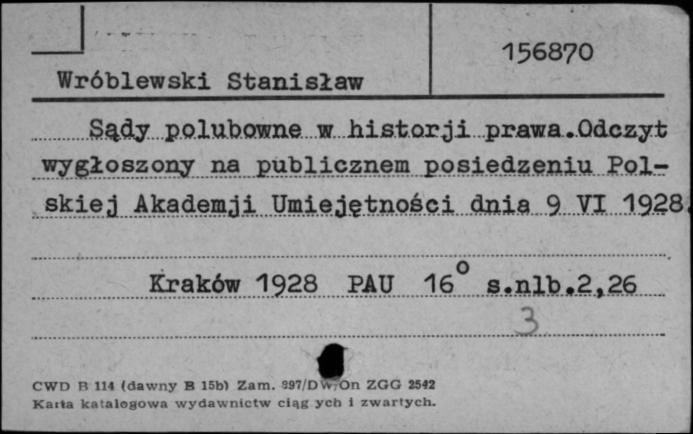 156870
Wróblewski Stanisław
Sądy polubowne w historji prawa.Odczyt
wygłoszony na publicznem posiedzeniu Pol-
skiej Akademji Umiejętności dnia 9 VI 1928.
Kraków 1928 PAU 16° s.nlb.2,26
3
CWD B 114 (dawny B 15b) Zam. 897/DW/On ZGG 2542
Karta katalogowa wydawnictw ciąg ych i zwartych.